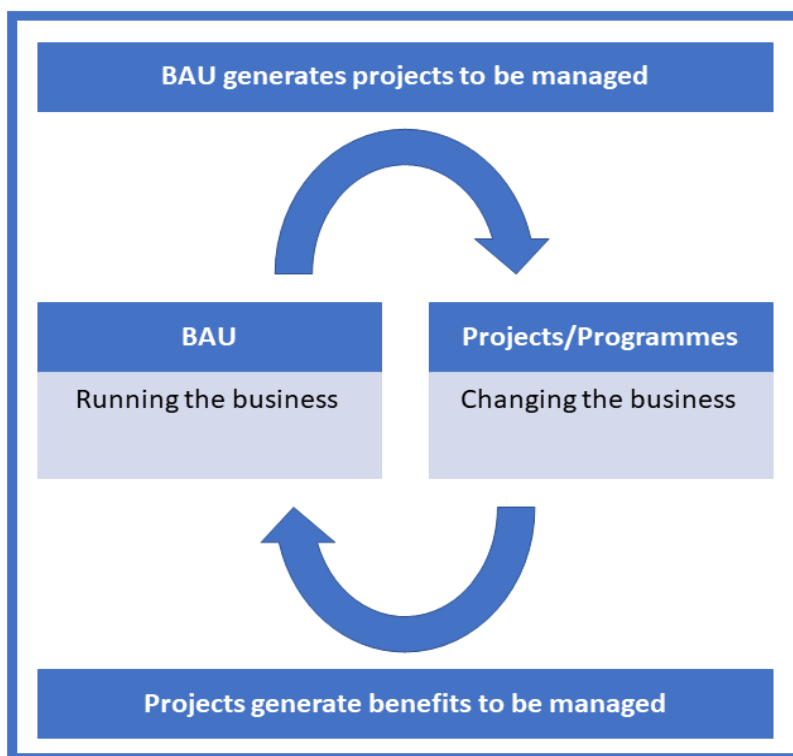 BAU generates projects to be managed
BAU
Projects/Programmes
Running the business
Changing the business
Projects generate benefits to be managed